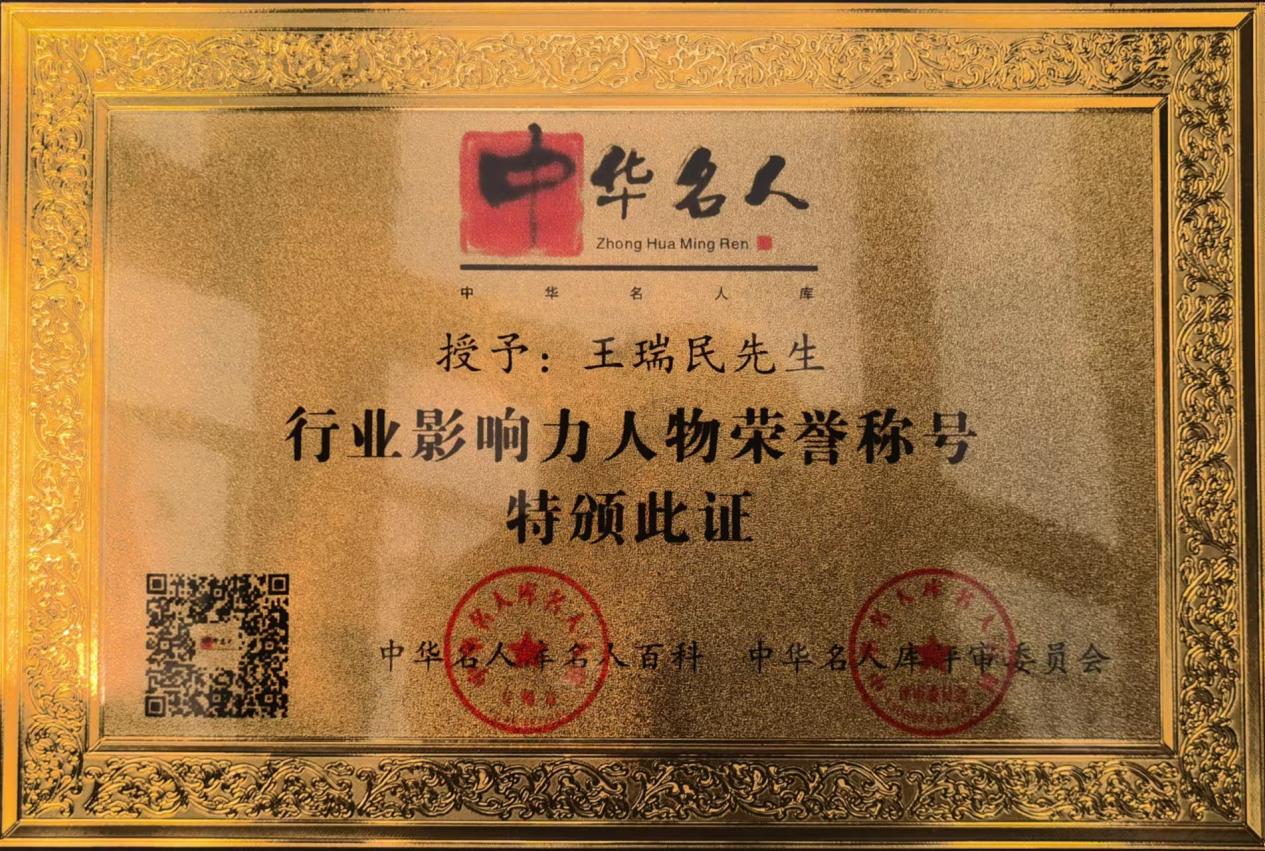 中华名人
Zhong Hua Ming Ren
中华名人库
授予：王瑞民先生
行业影响力人物荣誉称号
特颁此证
中华名人库名人百科 中华名人库评审委员会